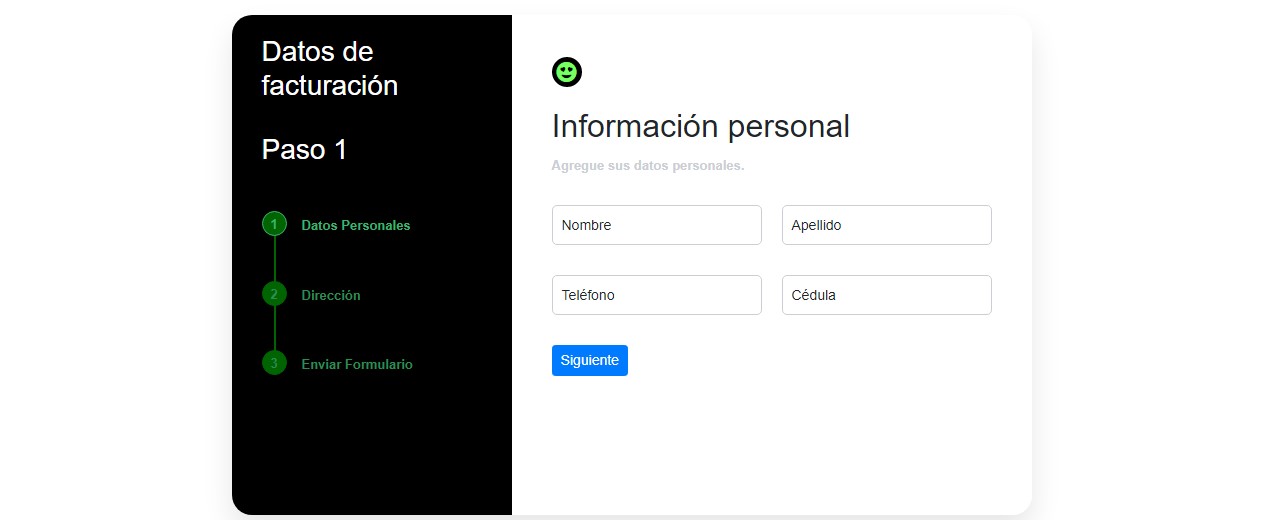 Datos de
facturación
Paso 1
1 Datos Personales
2 Dirección
3 Enviar Formulario
Información personal
Agregue sus datos personales.
Nombre Apellido
Teléfono Cédula
Siguiente